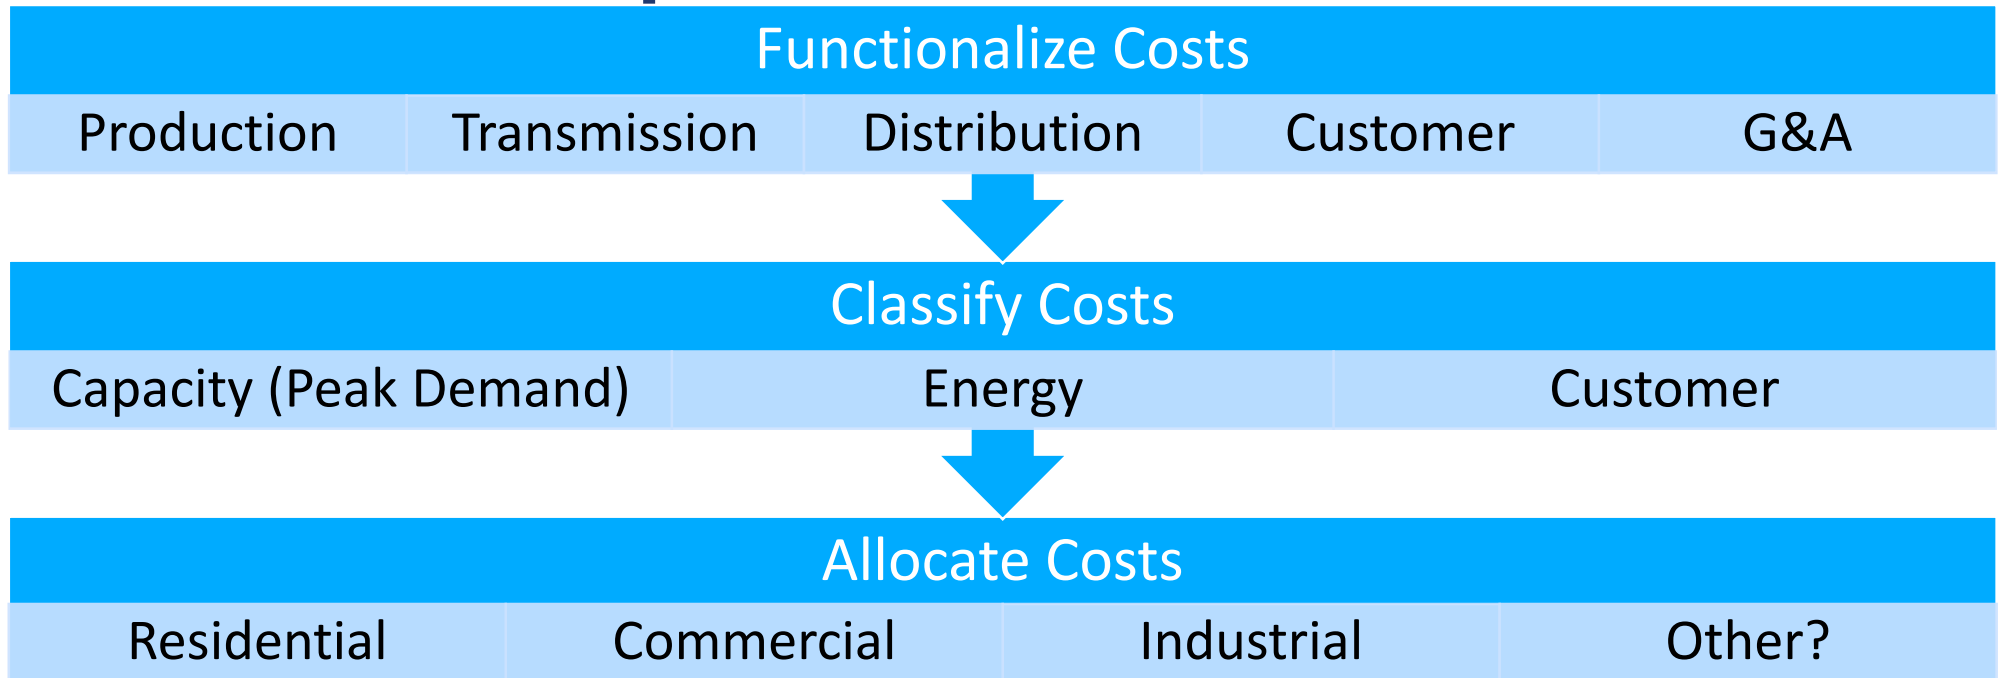 Functionalize Costs
Production Transmission Distribution Customer G&A
Classify Costs
Capacity (Peak Demand) Energy Customer
Allocate Costs
Residential Commercial Industrial Other?